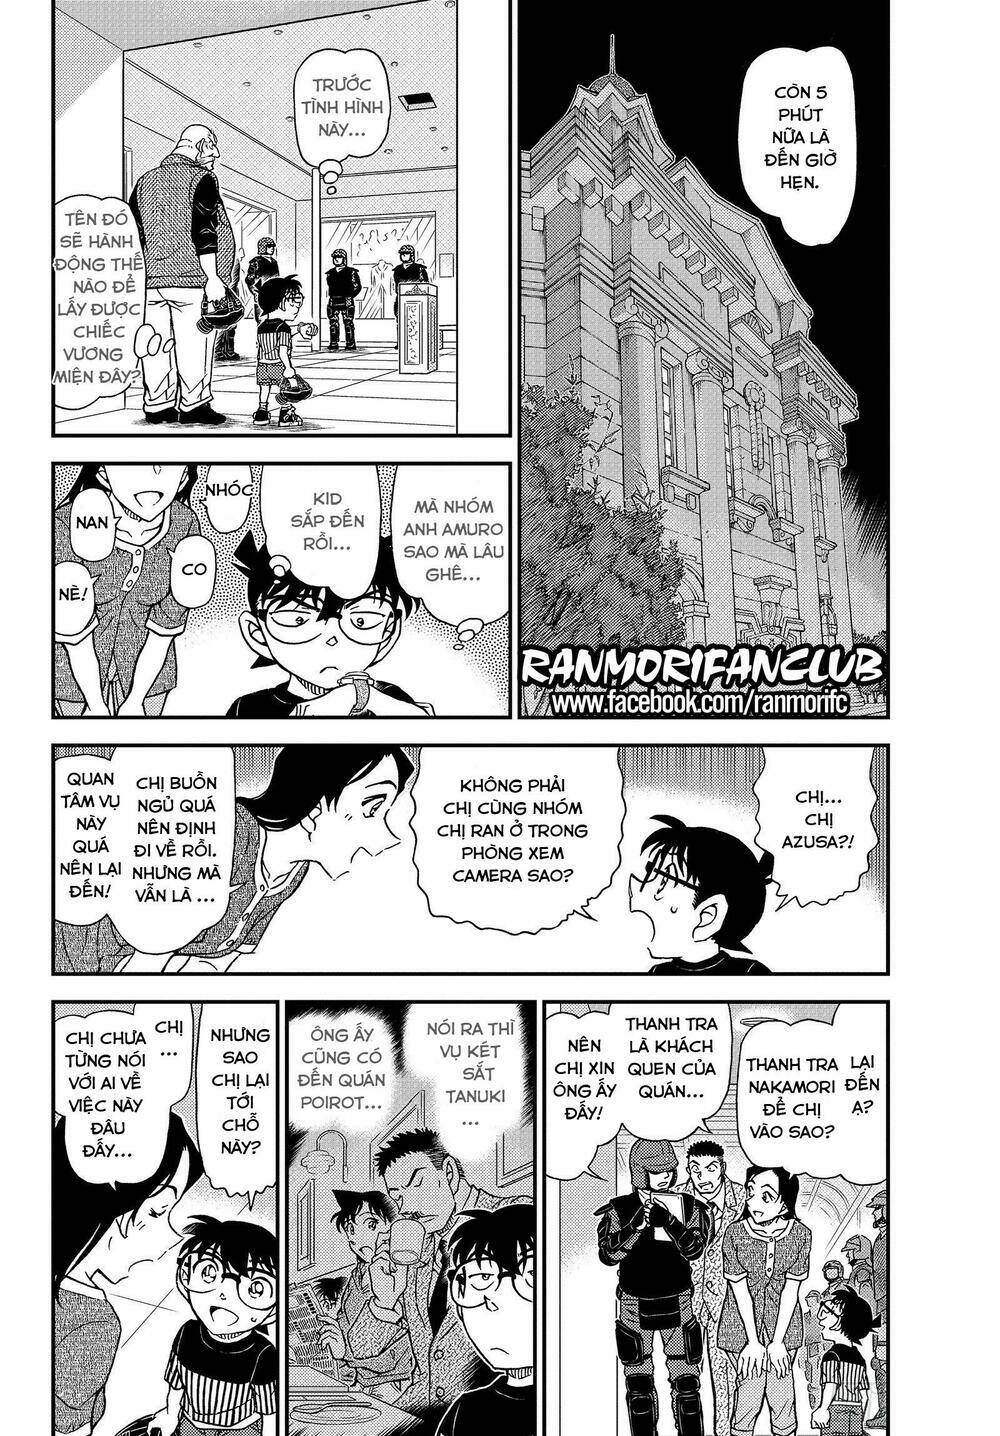 CÒN 5
PHÚT
NỮA LÀ
ĐẾN GIỜ
HẸN.
TRƯỚC
TÌNH HÌNH
NÀY...
TÊN ĐÓ
SẼ HÀNH
ĐỘNG THẾ
NÀO ĐỂ
LẤY ĐƯỢC
CHIẾC
VƯƠNG
MIỆN ĐÂY?
RANMORIFANCLUB
www.facebook.com/ranmorifc
MÀ NHÓM
ANH AMURO
SAO MÀ LÂU
GHÊ...
KID
SẮP ĐẾN
RỒI...
NHÓC
CO
NAN
NÈ!
CHỊ...
CHỊ
AZUSA?!
KHÔNG PHẢI
CHỊ CÙNG NHÓM
CHỊ RAN Ở TRONG
PHÒNG XEM
CAMERA SAO?
CHỊ BUỒN
NGỦ QUÁ
NÊN ĐỊNH
ĐI VỀ RỒI.
NHƯNG MÀ
VẪN LÀ ...
QUAN
TÂM VỤ
NÀY
QUÁ
NÊN LẠI
ĐẾN!
LẠI
ĐẾN
Ạ?
THANH TRA
NAKAMORI
ĐỂ CHỊ
VÀO SAO?
THANH TRA
LÀ KHÁCH
QUEN CỦA
QUÁN...
NÊN
CHỊ XIN
ÔNG ẤY
ĐẤY!
NÓI RA THÌ
VỤ KÉT
SẮT
TANUKI
...
ÔNG ẤY
CŨNG CÓ
ĐẾN QUÁN
POIROT...
NHƯNG
SAO
CHỊ LẠI
TỚI
CHỖ
NÀY?
CHỊ
...
CHỊ CHƯA
TỪNG NÓI
VỚI AI VỀ
VIỆC NÀY
ĐÂU
ĐẤY...